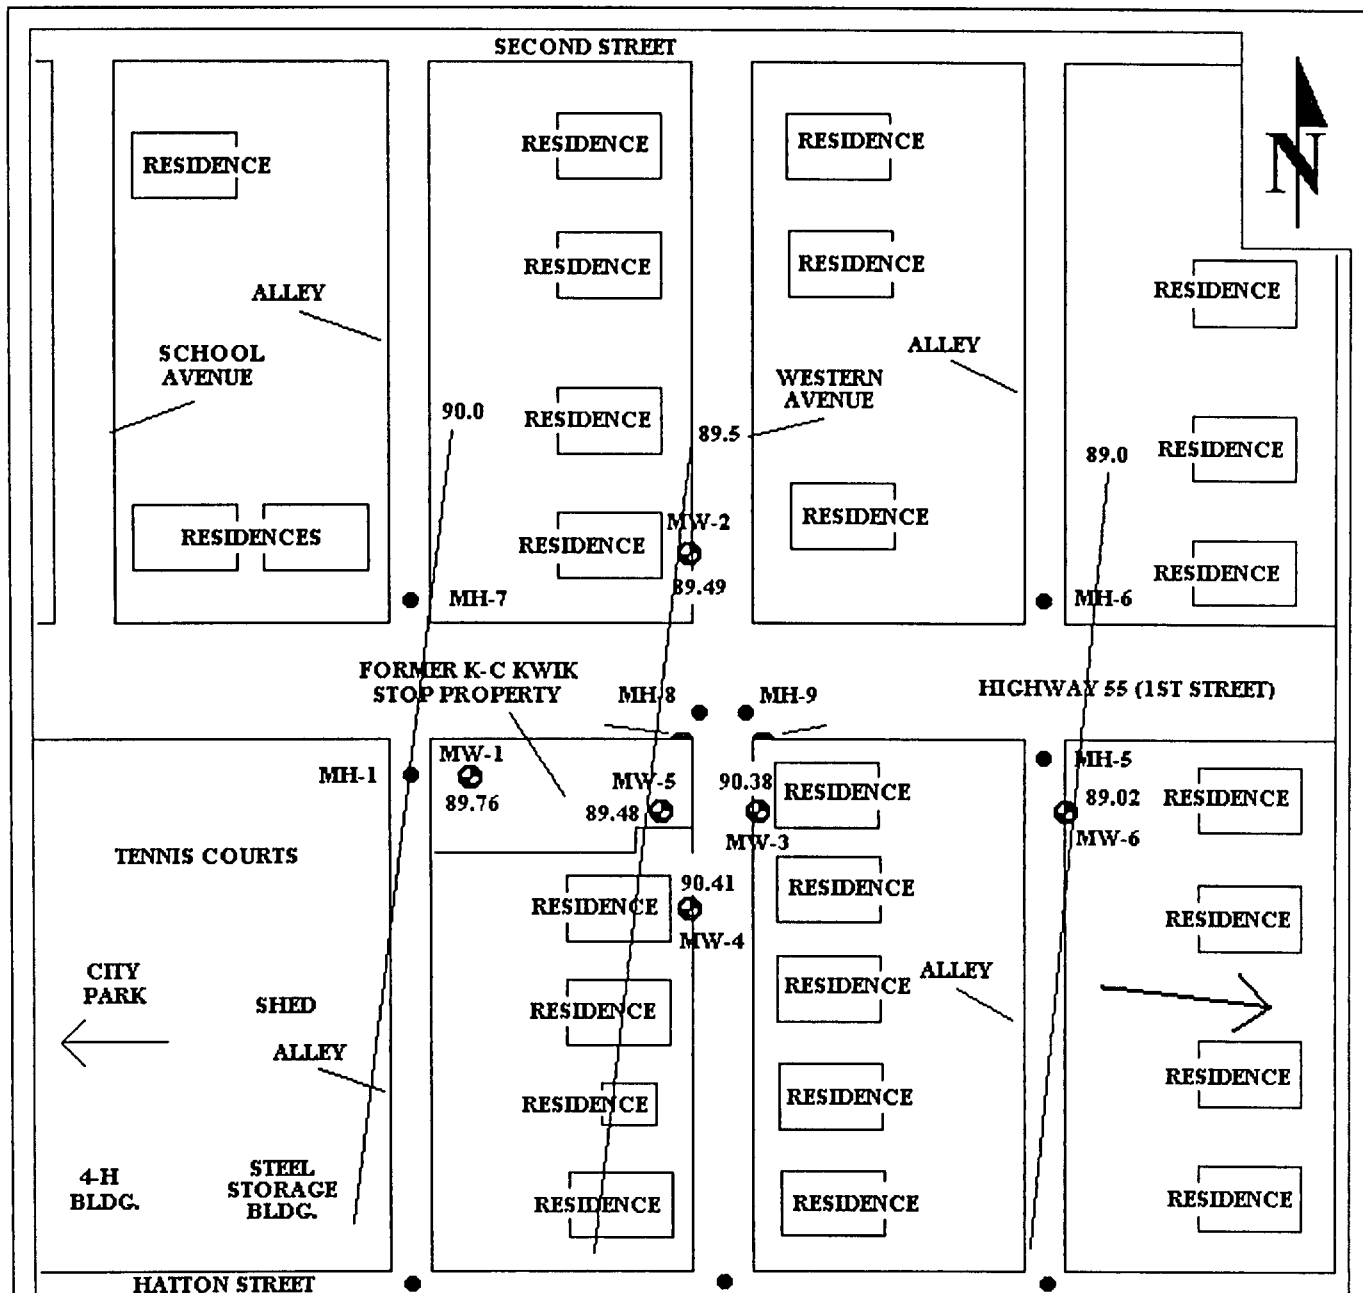 SECOND STREET
N
RESIDENCE
RESIDENCE
RESIDENCE
RESIDENCE
RESIDENCE
RESIDENCE
ALLEY
SCHOOL
AVENUE
ALLEY
WESTERN
AVENUE
90.0
RESIDENCE
89.5
89.0
RESIDENCE
MW-2
RESIDENCE
RESIDENCES
RESIDENCE
RESIDENCE
89.49
MH-7
MH-6
FORMER K-C KWIK
STOP PROPERTY
MH-8
MH-9
HIGHWAY 55 (1ST STREET)
MH-1
MW-1
89.76
MW-5
89.48
90.38
MW-3
RESIDENCE
MH-5
89.02
MW-6
RESIDENCE
TENNIS COURTS
90.41
RESIDENCE
MW-4
RESIDENCE
RESIDENCE
CITY
PARK
SHED
RESIDENCE
RESIDENCE
ALLEY
ALLEY
RESIDENCE
RESIDENCE
RESIDENCE
4-H
BLDG.
STEEL
STORAGE
BLDG.
RESIDENCE
RESIDENCE
RESIDENCE
HATTON STREET